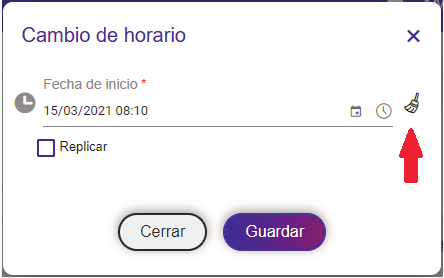 Cambio de horario
Fecha de inicio *
15/03/2021 08:10
Replicar
Cerrar Guardar